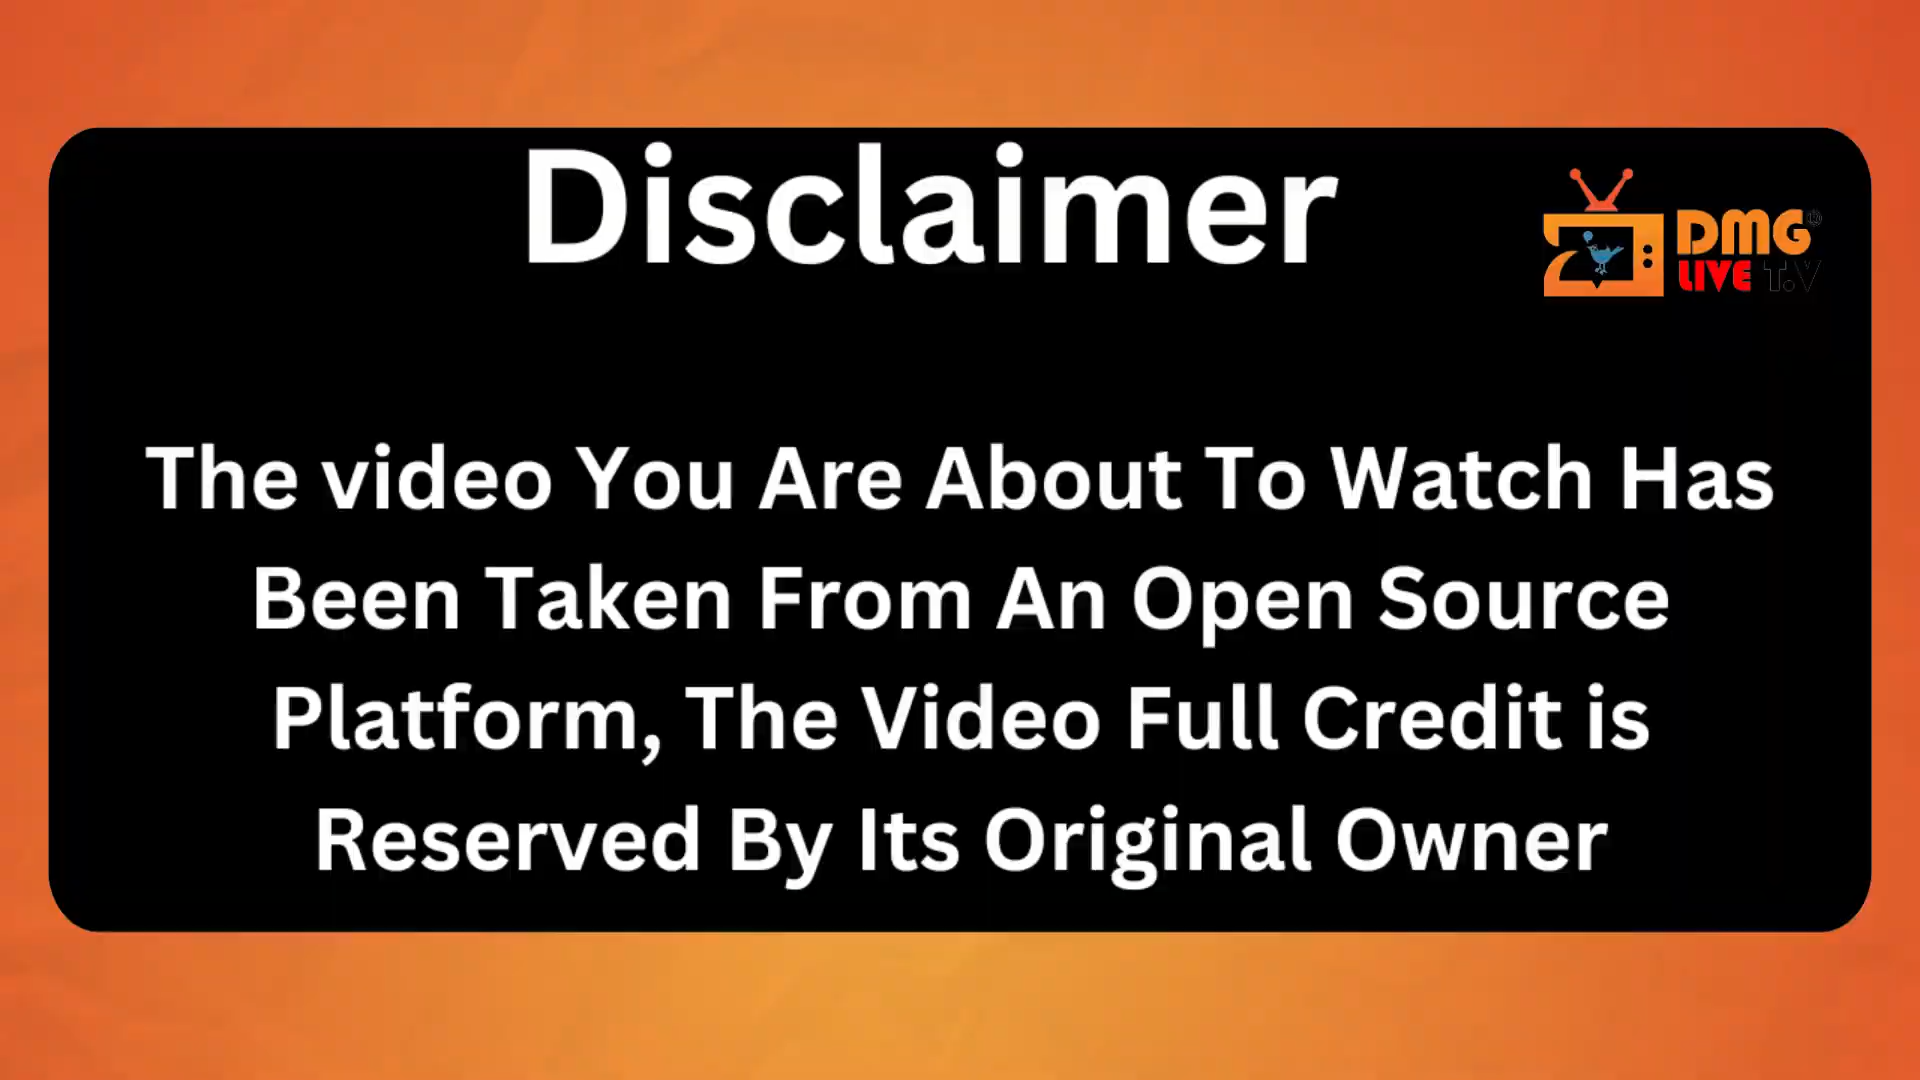 Disclaimer
DMG
LIVE T.V
The video You Are About To Watch Has
Been Taken From An Open Source
Platform, The Video Full Credit is
Reserved By Its Original Owner